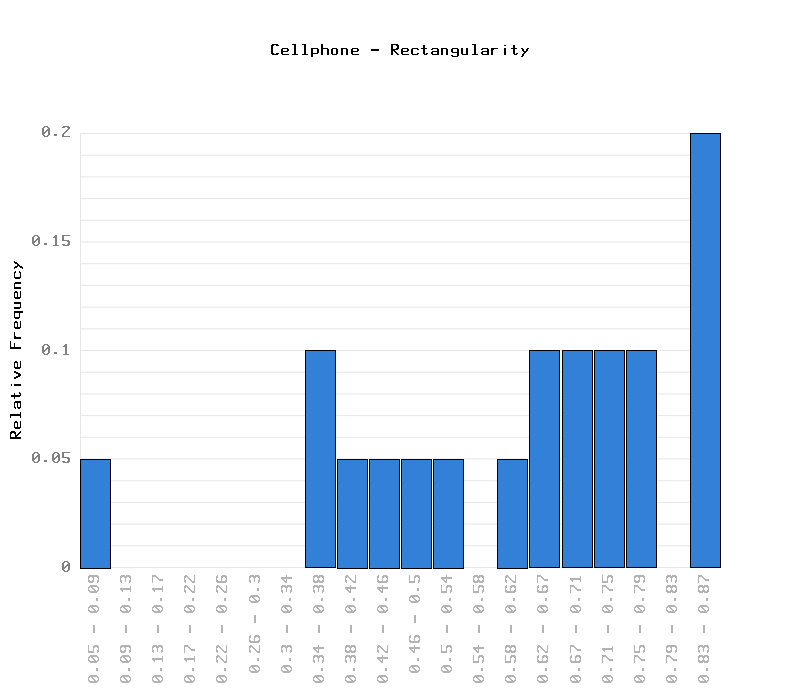 Cellphone - Rectangularity
Relative Frequency
0.2
0.15
0.1
0.05
0
0.05 - 0.09
0.09 - 0.13
0.13 - 0.17
0.17 - 0.22
0.22 - 0.26
0.26 - 0.3
0.3 - 0.34
0.34 - 0.38
0.38 - 0.42
0.42 - 0.46
0.46 - 0.5
0.5 - 0.54
0.54 - 0.58
0.58 - 0.62
0.62 - 0.67
0.67 - 0.71
0.71 - 0.75
0.75 - 0.79
0.79 - 0.83
0.83 - 0.87